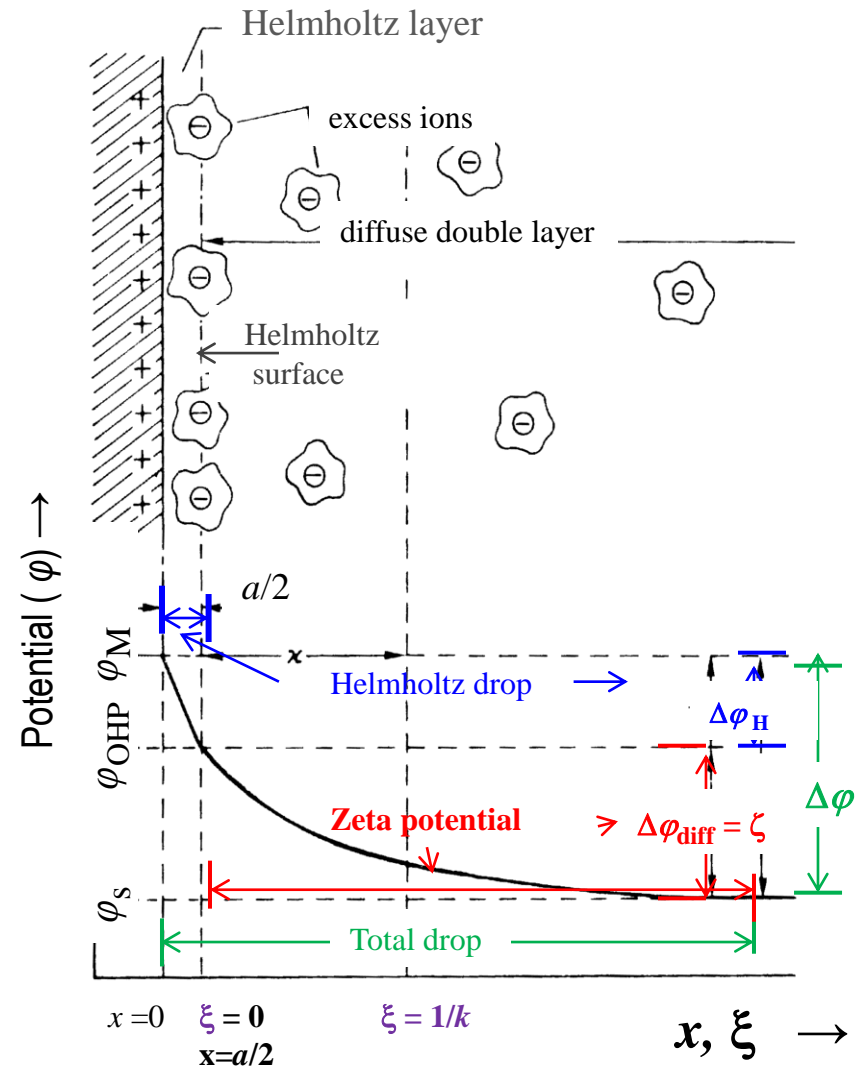 Helmholtz layer
excess ions
diffuse double layer
Helmholtz
surface
Potential ( φ) →
a/2
φM
ϰ
Helmholtz drop
ΔφH
φOHP
Δφ
Zeta potential
Δφdiff = ζ
φs
Total drop
x =0
ξ = 0
ξ = 1/k
x, ξ →
x=a/2